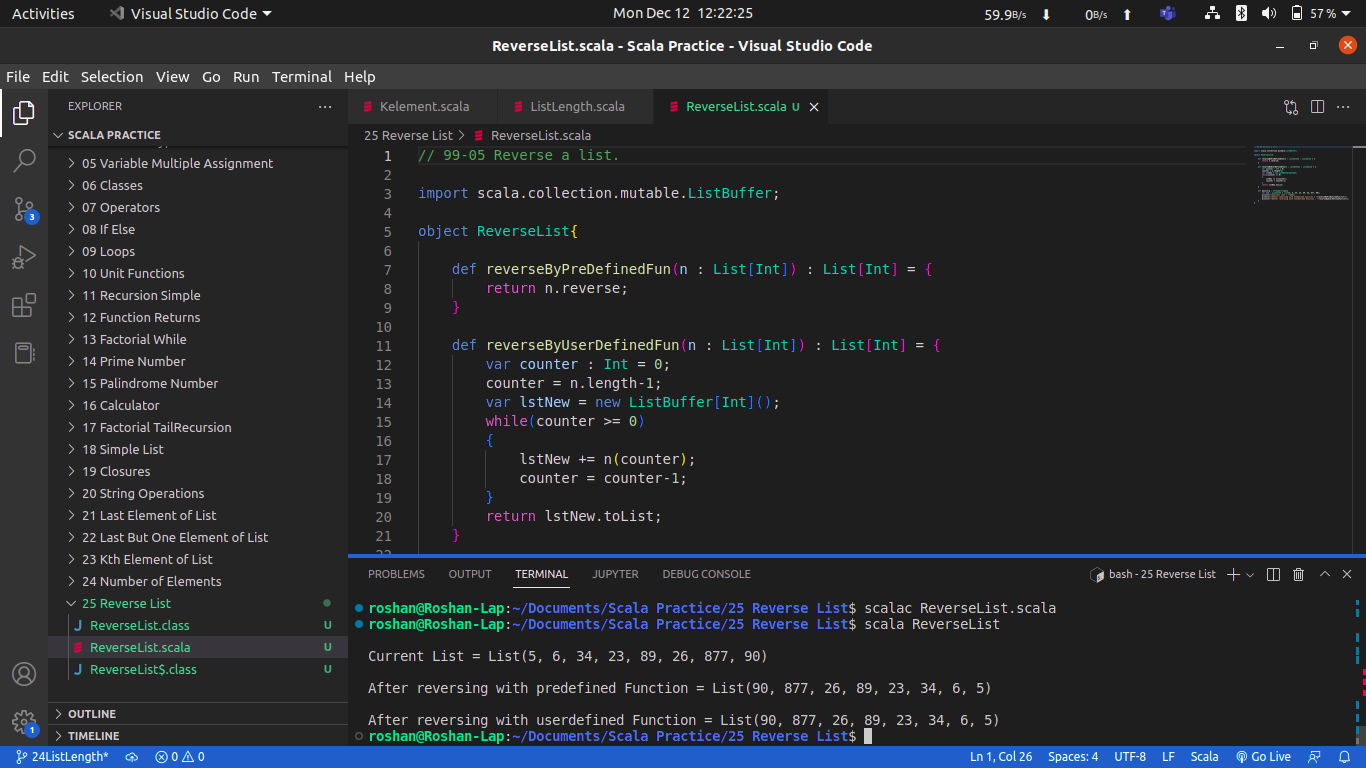 Activities Visual Studio Code Mon Dec 12 12:22:25 59.9B/s 0B/s 57 %
ReverseList.scala - Scala Practice - Visual Studio Code
File Edit Selection View Go Run Terminal Help
EXPLORER
SCALA PRACTICE
05 Variable Multiple Assignment
06 Classes
07 Operators
08 If Else
09 Loops
10 Unit Functions
11 Recursion Simple
12 Function Returns
13 Factorial While
14 Prime Number
15 Palindrome Number
16 Calculator
17 Factorial TailRecursion
18 Simple List
19 Closures
20 String Operations
21 Last Element of List
22 Last But One Element of List
23 Kth Element of List
24 Number of Elements
25 Reverse List
J ReverseList.class U
ReverseList.scala U
J ReverseList$.class U
OUTLINE
TIMELINE
3
1
Kelement.scala ListLength.scala ReverseList.scala U
25 Reverse List > ReverseList.scala
1 // 99-05 Reverse a list.
2
3 import scala.collection.mutable.ListBuffer;
4
5 object ReverseList{
6
7 def reverseByPreDefinedFun(n : List[Int]) : List[Int] = {
8 return n.reverse;
9 }
10
11 def reverseByUserDefinedFun(n : List[Int]) : List[Int] = {
12 var counter : Int = 0;
13 counter = n.length-1;
14 var lstNew = new ListBuffer[Int]();
15 while(counter >= 0)
16 {
17 lstNew += n(counter);
18 counter = counter-1;
19 }
20 return lstNew.toList;
21 }
PROBLEMS OUTPUT TERMINAL JUPYTER DEBUG CONSOLE bash - 25 Reverse List
roshan@Roshan-Lap:~/Documents/Scala Practice/25 Reverse List$ scalac ReverseList.scala
roshan@Roshan-Lap:~/Documents/Scala Practice/25 Reverse List$ scala ReverseList
Current List = List(5, 6, 34, 23, 89, 26, 877, 90)
After reversing with predefined Function = List(90, 877, 26, 89, 23, 34, 6, 5)
After reversing with userdefined Function = List(90, 877, 26, 89, 23, 34, 6, 5)
roshan@Roshan-Lap:~/Documents/Scala Practice/25 Reverse List$
24ListLength* 0 0 Ln 1, Col 26 Spaces: 4 UTF-8 LF Scala Go Live